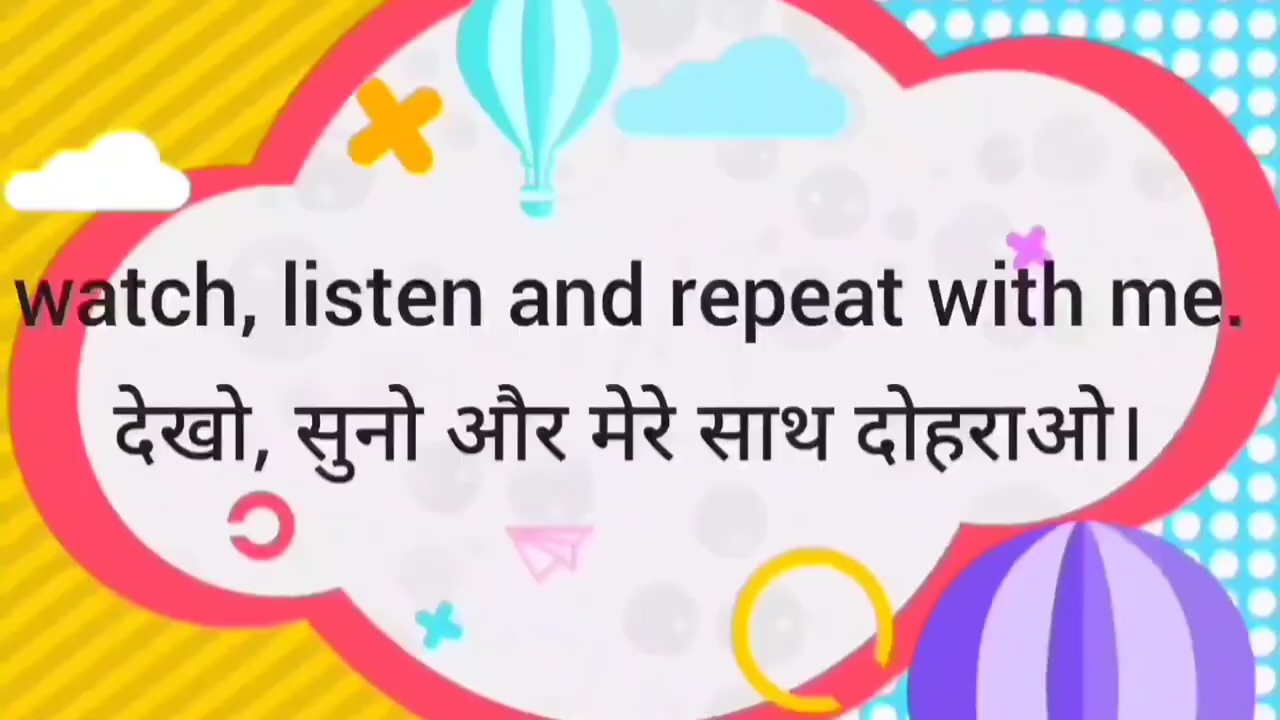 watch, listen and repeat with me.
देखो, सुनो और मेरे साथ दोहराओ।